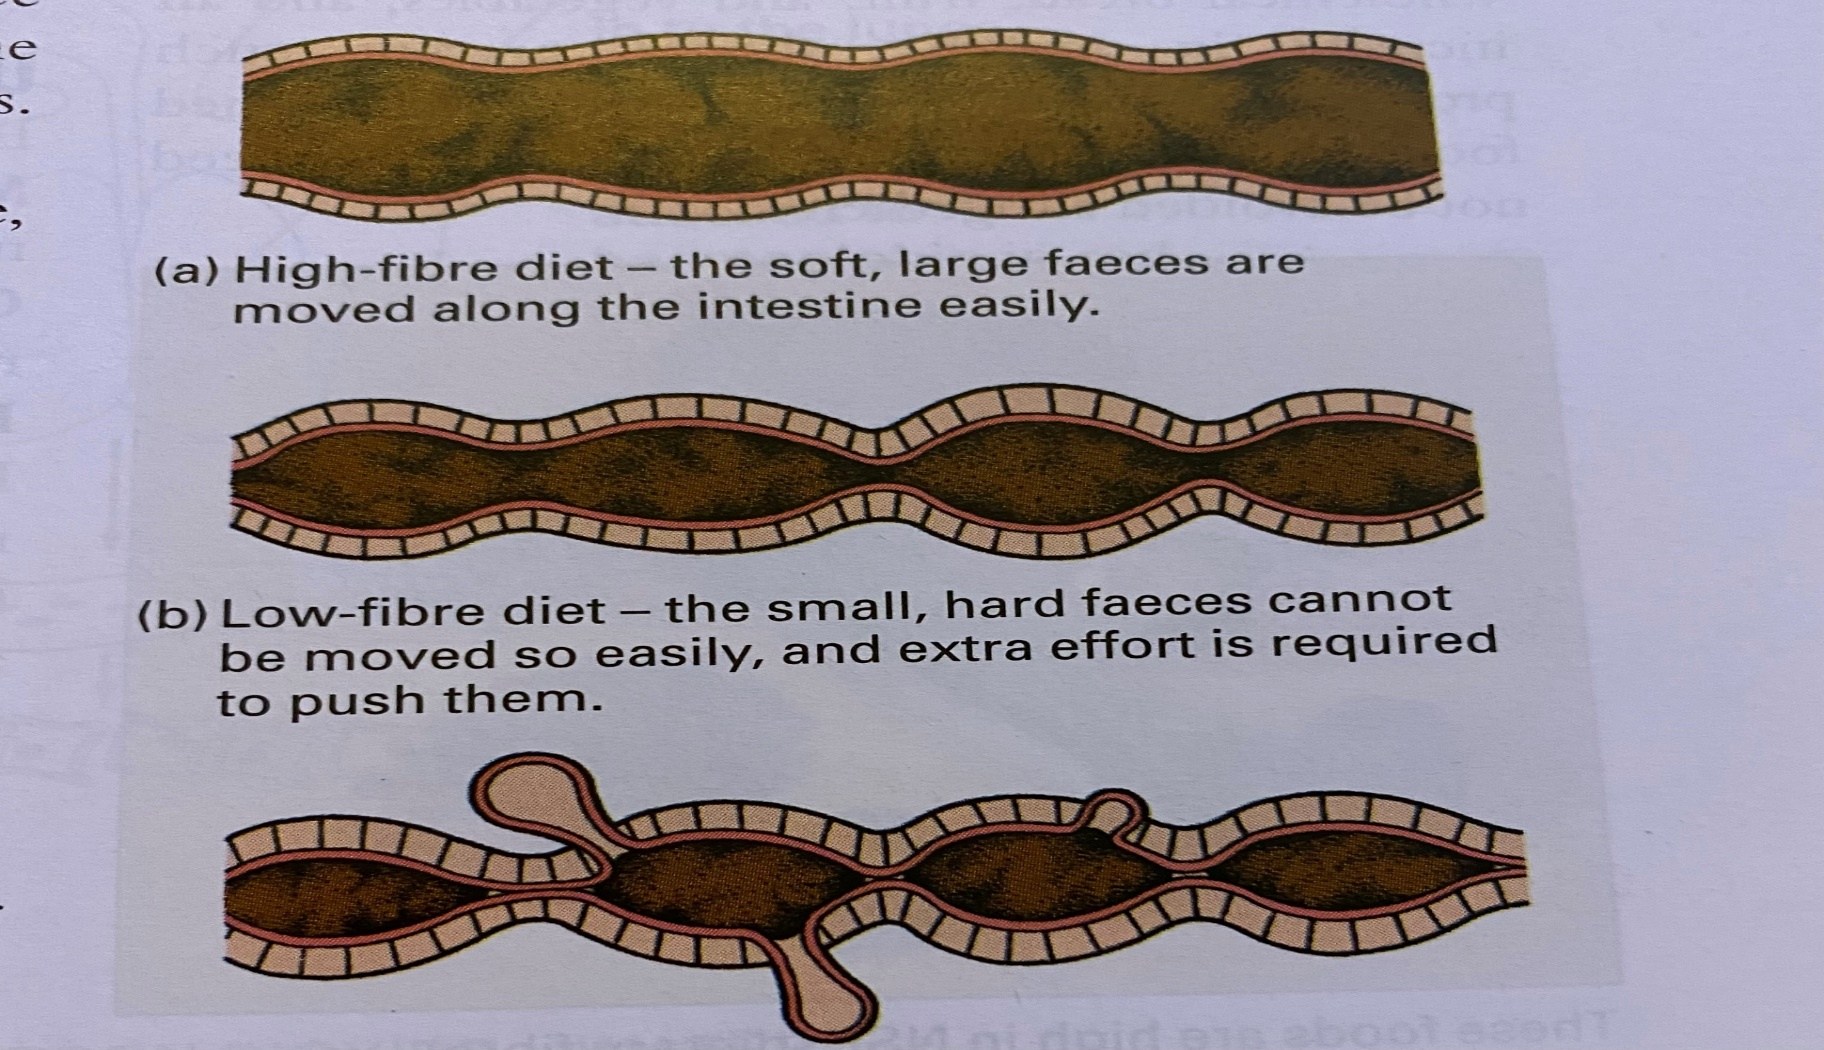 e
s.
e,
(a) High-fibre diet – the soft, large faeces are
moved along the intestine easily.
(b) Low-fibre diet – the small, hard faeces cannot
be moved so easily, and extra effort is required
to push them.